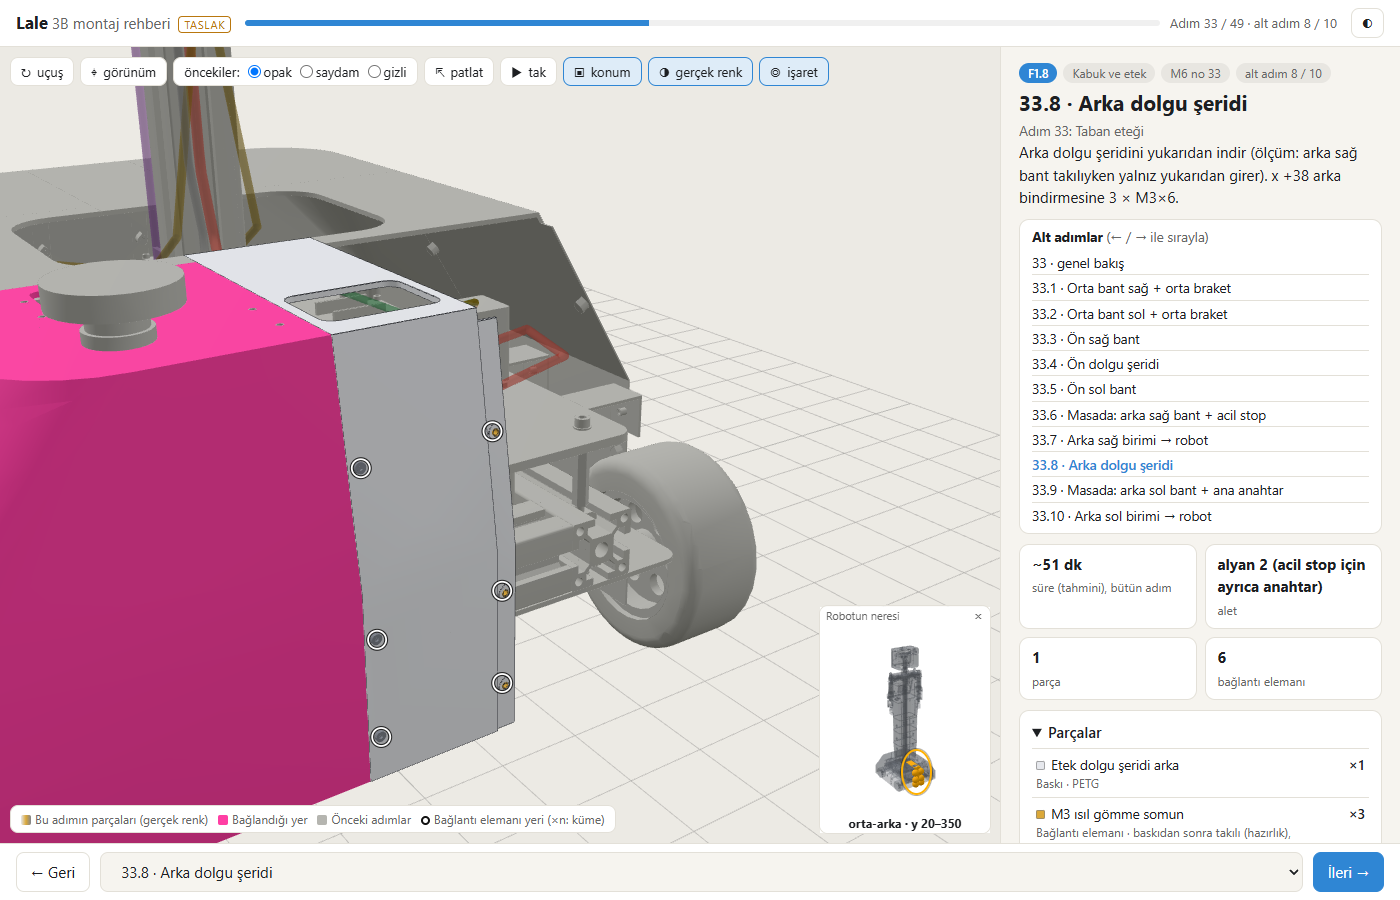 Lale 3B montaj rehberi TASLAK
Adım 33 / 49 · alt adım 8 / 10
↻ uçuş
⌖ görünüm
öncekiler: opak saydam gizli
↸ patlat
▶ tak
▣ konum
◑ gerçek renk
◎ işaret
F1.8
Kabuk ve etek
M6 no 33
alt adım 8 / 10
33.8 · Arka dolgu şeridi
Adım 33: Taban eteği
Arka dolgu şeridini yukarıdan indir (ölçüm: arka sağ
bant takılıyken yalnız yukarıdan girer). x +38 arka
bindirmesine 3 × M3×6.
Alt adımlar (← / → ile sırayla)
33 · genel bakış
33.1 · Orta bant sağ + orta braket
33.2 · Orta bant sol + orta braket
33.3 · Ön sağ bant
33.4 · Ön dolgu şeridi
33.5 · Ön sol bant
33.6 · Masada: arka sağ bant + acil stop
33.7 · Arka sağ birimi → robot
33.8 · Arka dolgu şeridi
33.9 · Masada: arka sol bant + ana anahtar
33.10 · Arka sol birimi → robot
~51 dk
süre (tahmini), bütün adım
alyan 2 (acil stop için
ayrıca anahtar)
alet
1
parça
6
bağlantı elemanı
▼ Parçalar
Etek dolgu şeridi arka ×1
Baskı · PETG
M3 ısıl gömme somun ×3
Bağlantı elemanı · baskıdan sonra takılı (hazırlık),
Robotun neresi ×
orta-arka · y 20–350
Bu adımın parçaları (gerçek renk)
Bağlandığı yer
Önceki adımlar
Bağlantı elemanı yeri (×n: küme)
← Geri
33.8 · Arka dolgu şeridi
İleri →